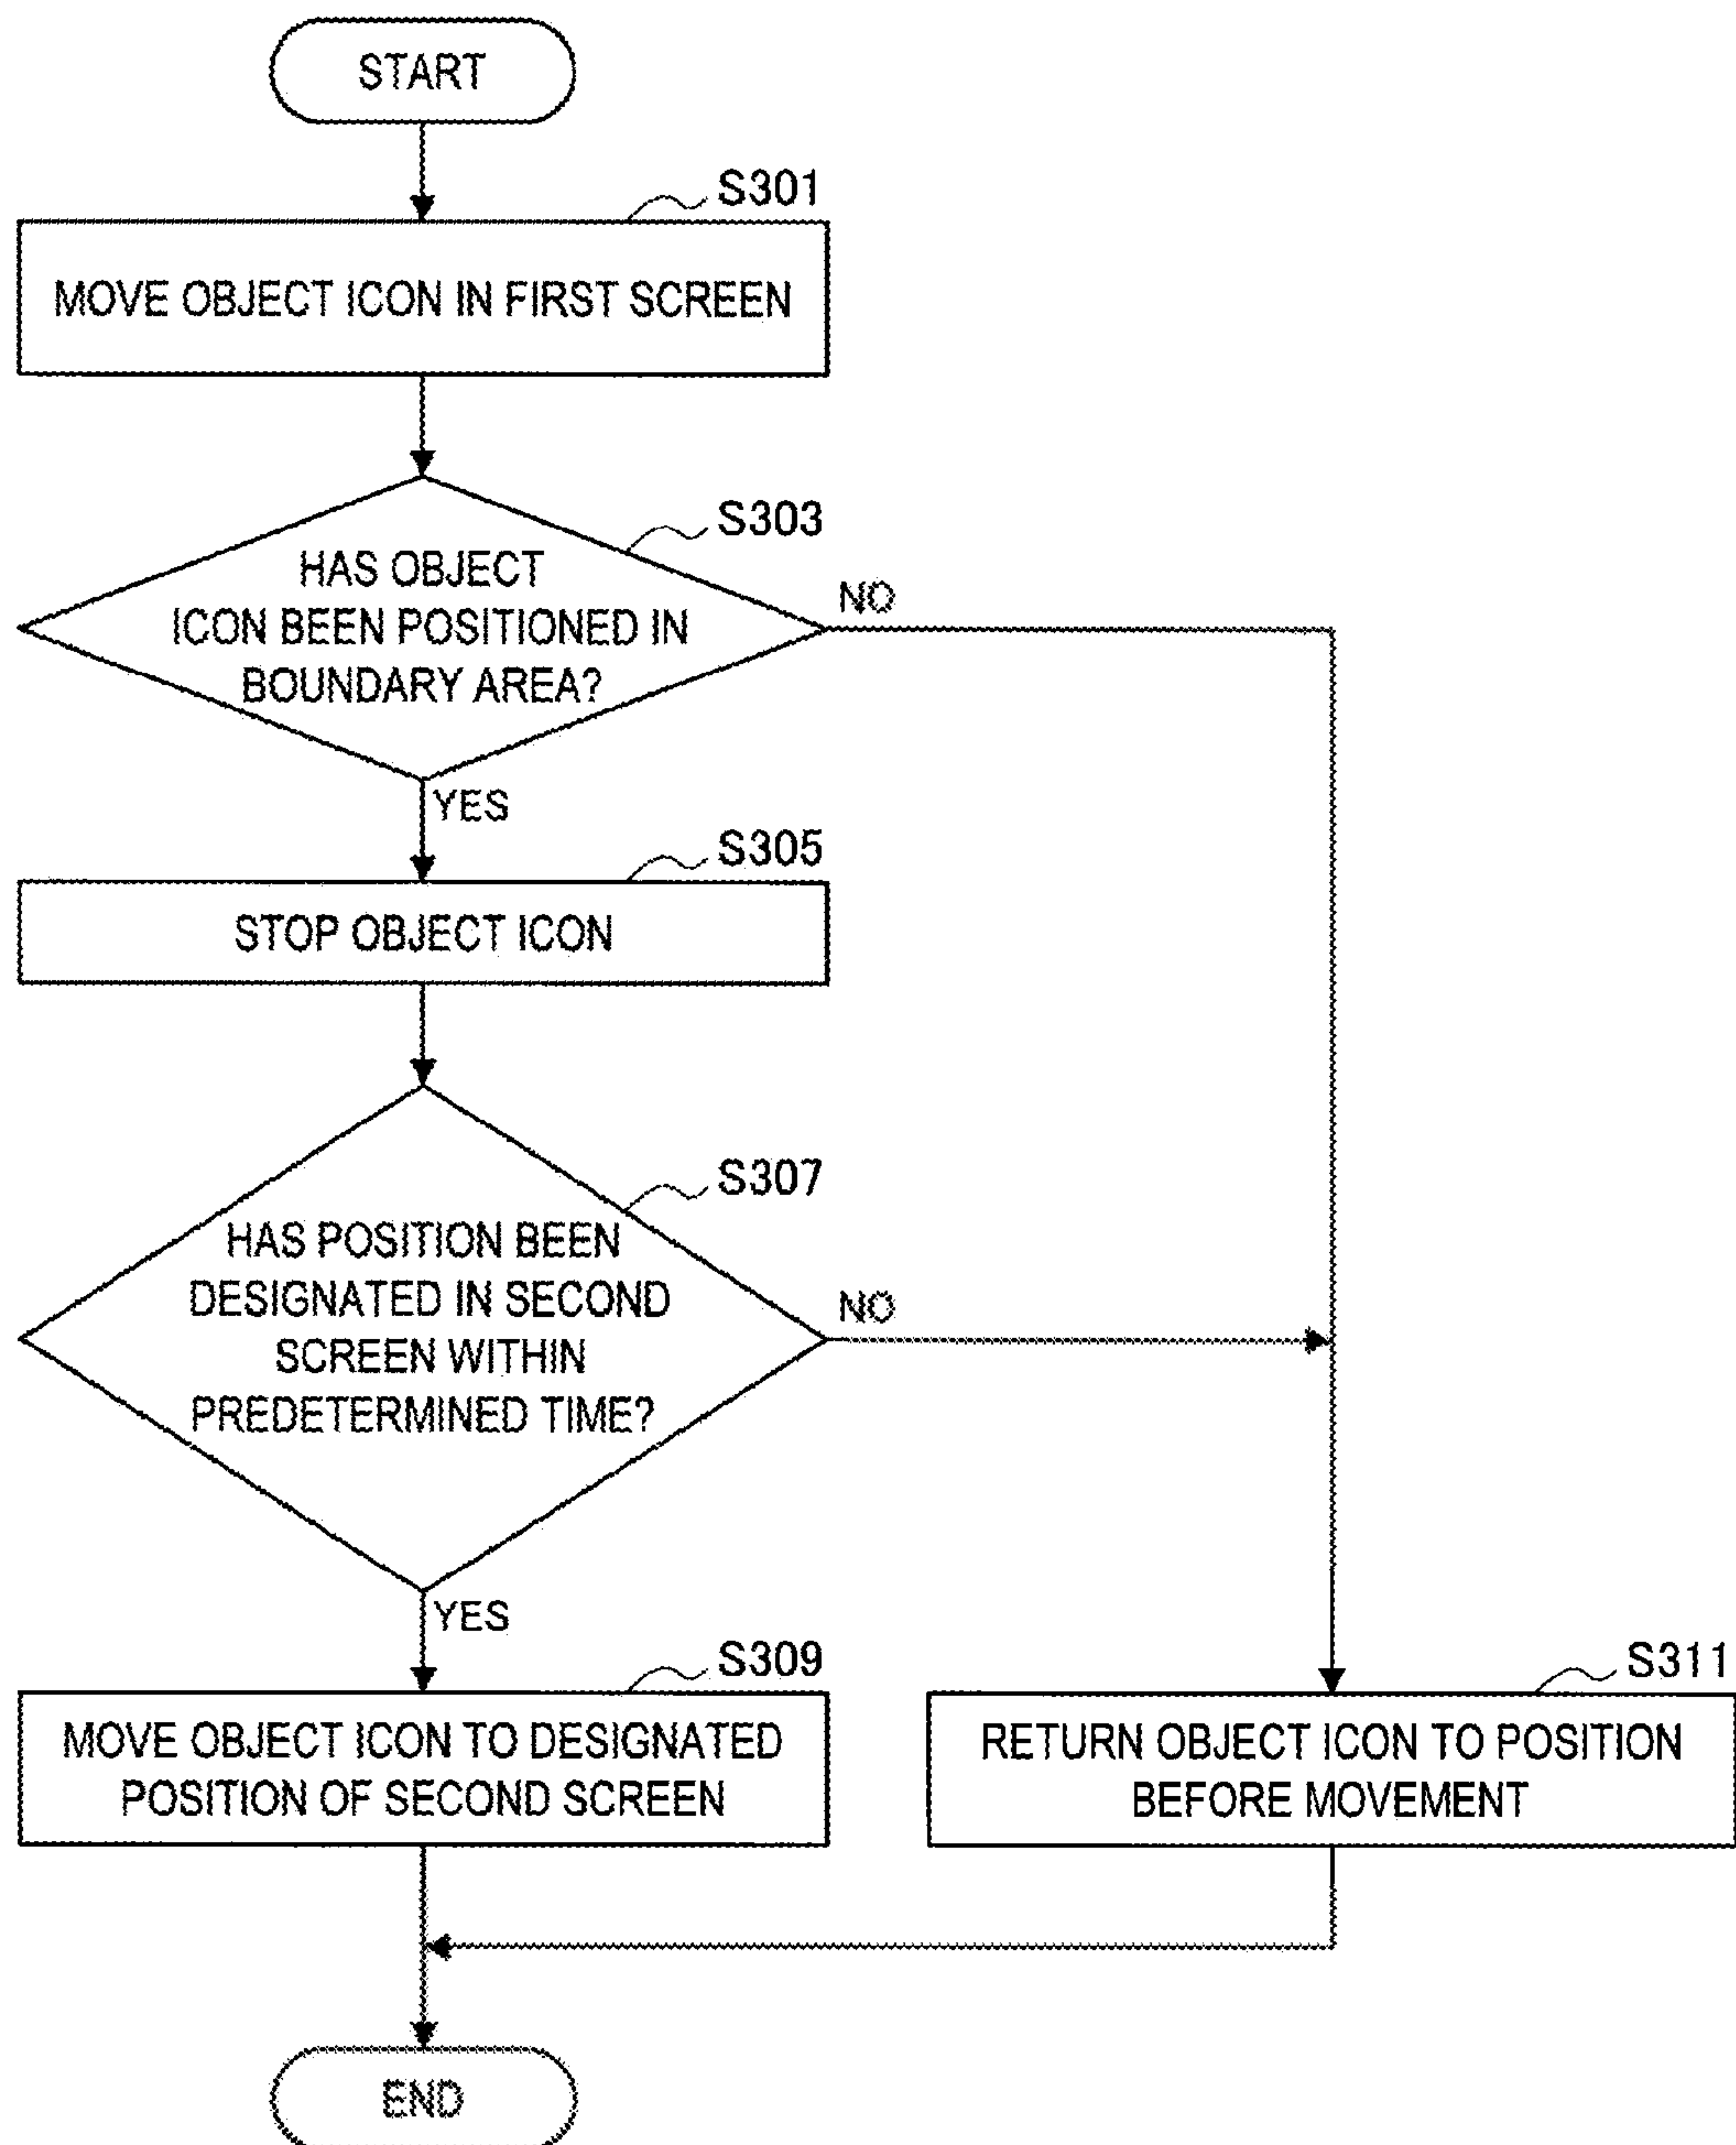 START
S301
MOVE OBJECT ICON IN FIRST SCREEN
S303
HAS OBJECT
ICON BEEN POSITIONED IN
BOUNDARY AREA?
NO
YES
S305
STOP OBJECT ICON
S307
HAS POSITION BEEN
DESIGNATED IN SECOND
SCREEN WITHIN
PREDETERMINED TIME?
NO
YES
S309
MOVE OBJECT ICON TO DESIGNATED
POSITION OF SECOND SCREEN
S311
RETURN OBJECT ICON TO POSITION
BEFORE MOVEMENT
END